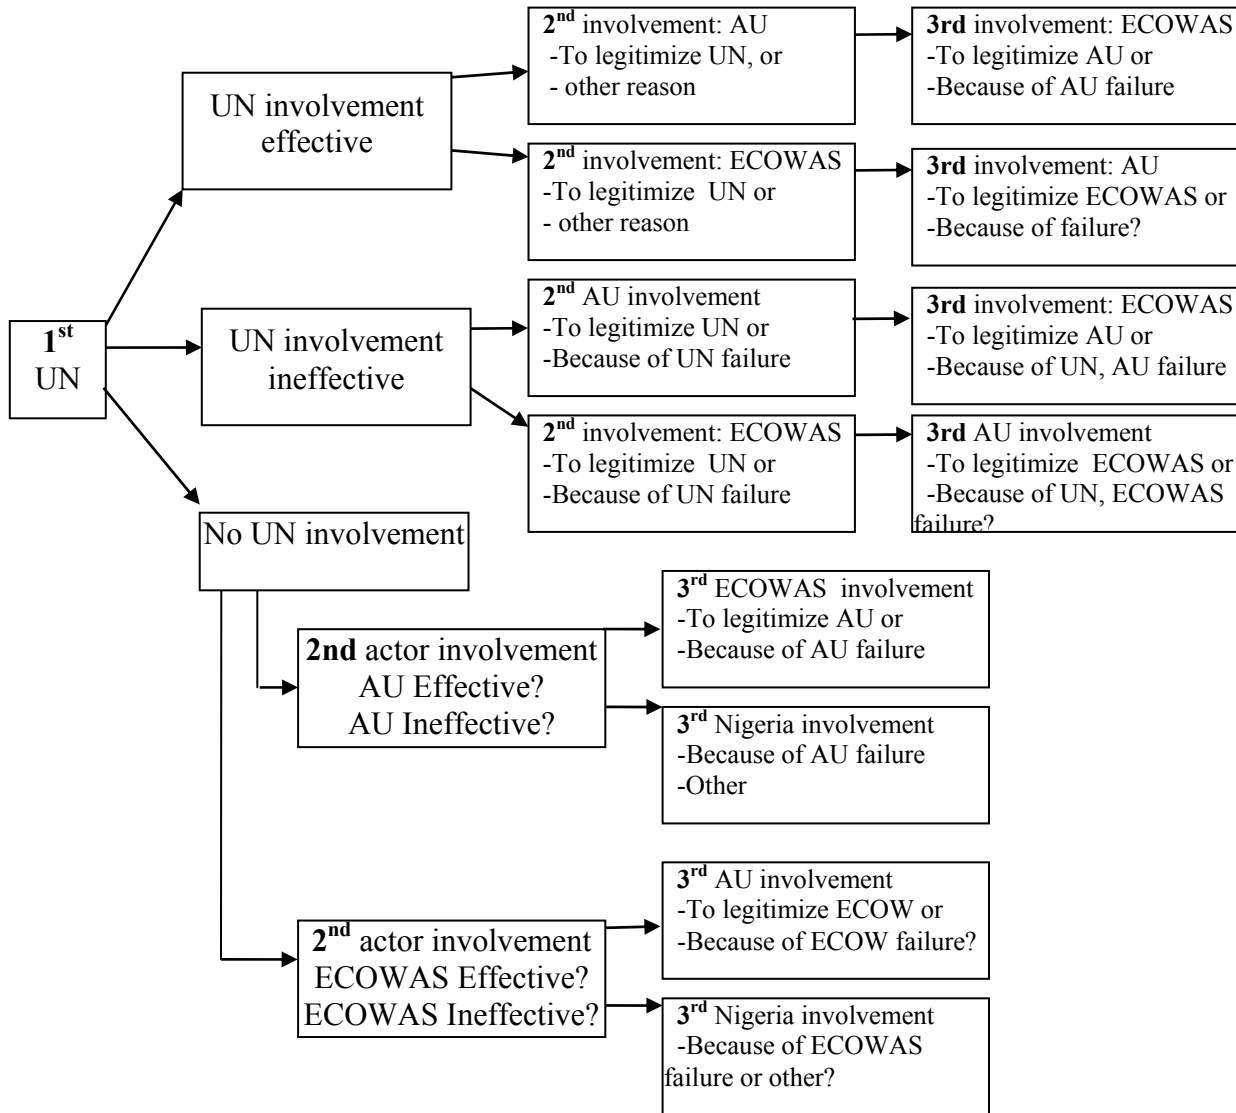 1st
UN
UN involvement
effective
2nd involvement: AU
-To legitimize UN, or
- other reason
3rd involvement: ECOWAS
-To legitimize AU or
-Because of AU failure
2nd involvement: ECOWAS
-To legitimize UN or
- other reason
3rd involvement: AU
-To legitimize ECOWAS or
-Because of failure?
UN involvement
ineffective
2nd AU involvement
-To legitimize UN or
-Because of UN failure
3rd involvement: ECOWAS
-To legitimize AU or
-Because of UN, AU failure
2nd involvement: ECOWAS
-To legitimize UN or
-Because of UN failure
3rd AU involvement
-To legitimize ECOWAS or
-Because of UN, ECOWAS
failure?
No UN involvement
2nd actor involvement
AU Effective?
AU Ineffective?
3rd ECOWAS involvement
-To legitimize AU or
-Because of AU failure
3rd Nigeria involvement
-Because of AU failure
-Other
2nd actor involvement
ECOWAS Effective?
ECOWAS Ineffective?
3rd AU involvement
-To legitimize ECOW or
-Because of ECOW failure?
3rd Nigeria involvement
-Because of ECOWAS
failure or other?